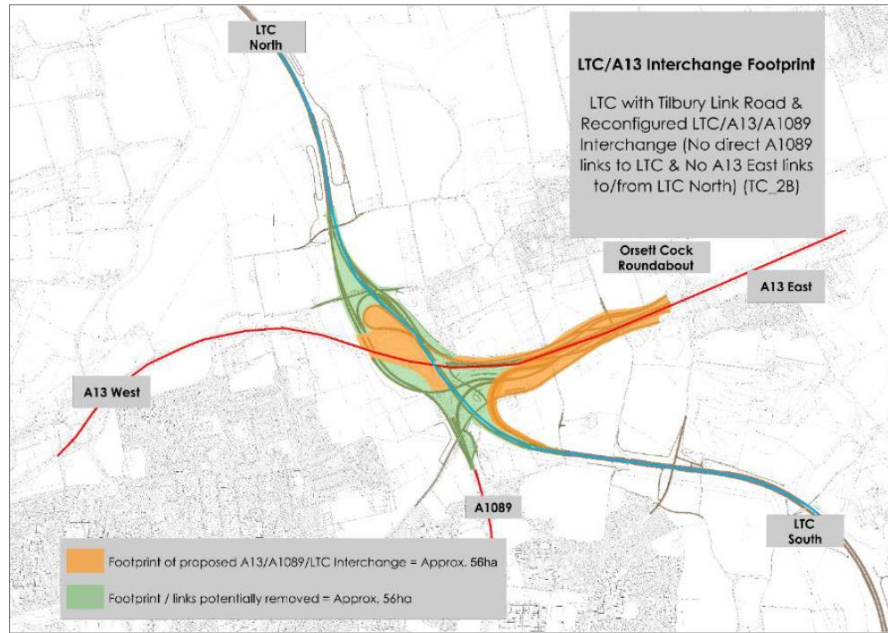 LTC
North
LTC/A13 Interchange Footprint
LTC with Tilbury Link Road &
Reconfigured LTC/A13/A1089
Interchange (No direct A1089
links to LTC & No A13 East links
to/from LTC North) (TC_2B)
Orsett Cock
Roundabout
A13 East
A13 West
A1089
LTC
South
Footprint of proposed A13/A1089/LTC Interchange = Approx. 56ha
Footprint / links potentially removed = Approx. 56ha